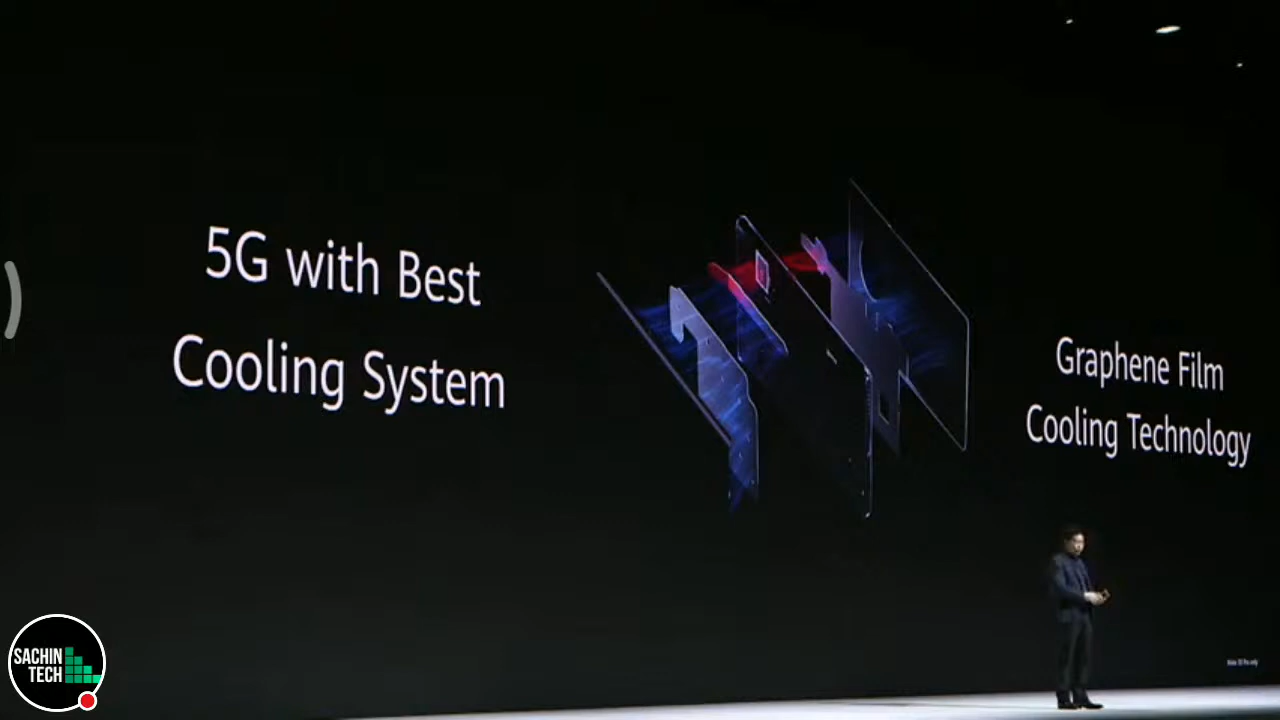 5G with Best
Cooling System
Graphene Film
Cooling Technology
SACHIN
TECH